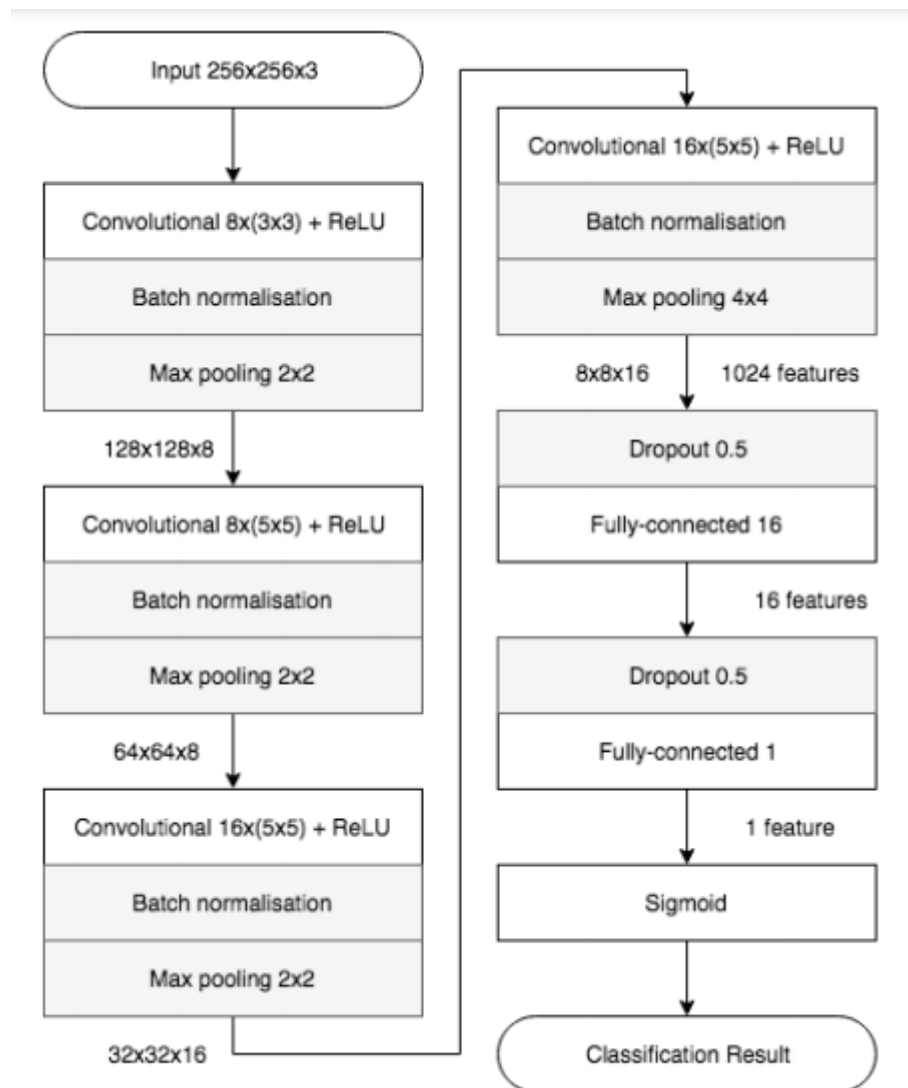 Input 256x256x3
Convolutional 8x(3x3) + ReLU
Batch normalisation
Max pooling 2x2
128x128x8
Convolutional 8x(5x5) + ReLU
Batch normalisation
Max pooling 2x2
64x64x8
Convolutional 16x(5x5) + ReLU
Batch normalisation
Max pooling 2x2
32x32x16
Convolutional 16x(5x5) + ReLU
Batch normalisation
Max pooling 4x4
8x8x16 1024 features
Dropout 0.5
Fully-connected 16
16 features
Dropout 0.5
Fully-connected 1
1 feature
Sigmoid
Classification Result